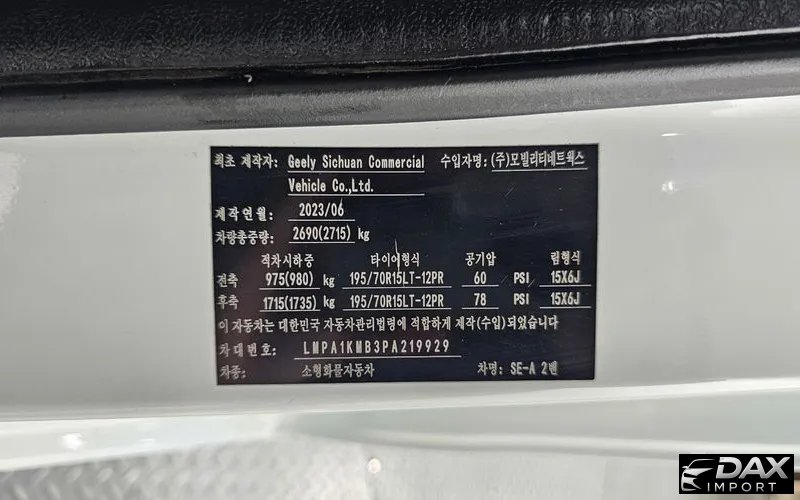 최초 제작자: Geely Sichuan Commercial 수입자명: (주)모빌리티네트웍스
Vehicle Co.,Ltd.
제작연월: 2023/06
차량총중량: 2690(2715) kg
적차시하중 타이어형식 공기압 림형식
전축 975(980) kg 195/70R15LT-12PR 60 PSI 15X6J
후축 1715(1735) kg 195/70R15LT-12PR 78 PSI 15X6J
이 자동차는 대한민국 자동차관리법령에 적합하게 제작(수입)되었습니다
차대번호: LMPA1KMB3PA219929
차종: 소형화물자동차 차명: SE-A 2밴
DAX
IMPORT